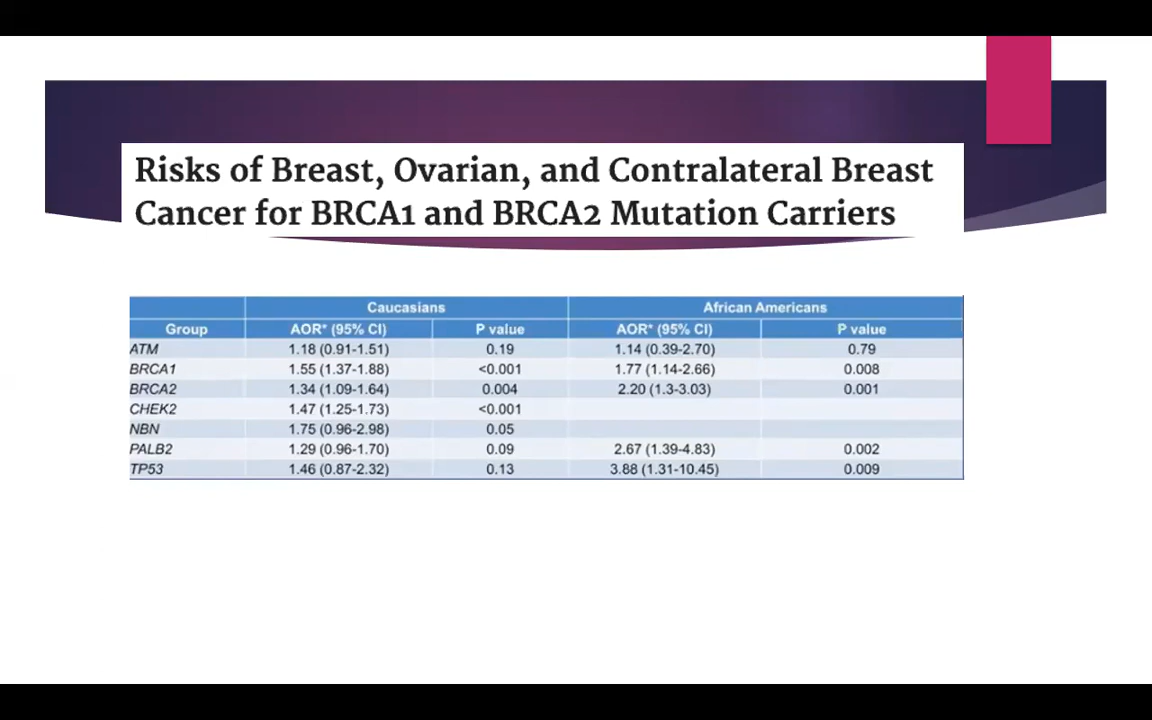 Risks of Breast, Ovarian, and Contralateral Breast
Cancer for BRCA1 and BRCA2 Mutation Carriers
Caucasians African Americans
Group AOR* (95% CI) P value AOR* (95% CI) P value
ATM 1.18 (0.91-1.51) 0.19 1.14 (0.39-2.70) 0.79
BRCA1 1.55 (1.37-1.88) <0.001 1.77 (1.14-2.66) 0.008
BRCA2 1.34 (1.09-1.64) 0.004 2.20 (1.3-3.03) 0.001
CHEK2 1.47 (1.25-1.73) <0.001
NBN 1.75 (0.96-2.98) 0.05
PALB2 1.29 (0.96-1.70) 0.09 2.67 (1.39-4.83) 0.002
TP53 1.46 (0.87-2.32) 0.13 3.88 (1.31-10.45) 0.009